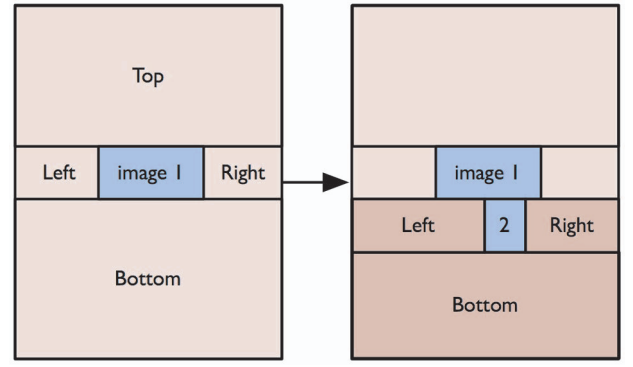 Top
Left image 1 Right
Bottom
image 1
Left 2 Right
Bottom